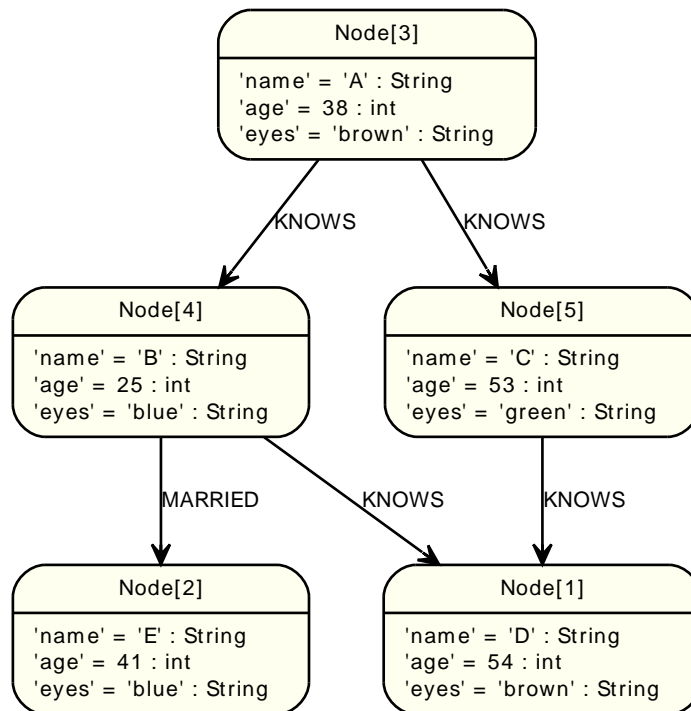 Node[3]
'name' = 'A' : String
'age' = 38 : int
'eyes' = 'brown' : String
KNOWS
KNOWS
Node[4]
'name' = 'B' : String
'age' = 25 : int
'eyes' = 'blue' : String
Node[5]
'name' = 'C' : String
'age' = 53 : int
'eyes' = 'green' : String
MARRIED
KNOWS
KNOWS
Node[2]
'name' = 'E' : String
'age' = 41 : int
'eyes' = 'blue' : String
Node[1]
'name' = 'D' : String
'age' = 54 : int
'eyes' = 'brown' : String